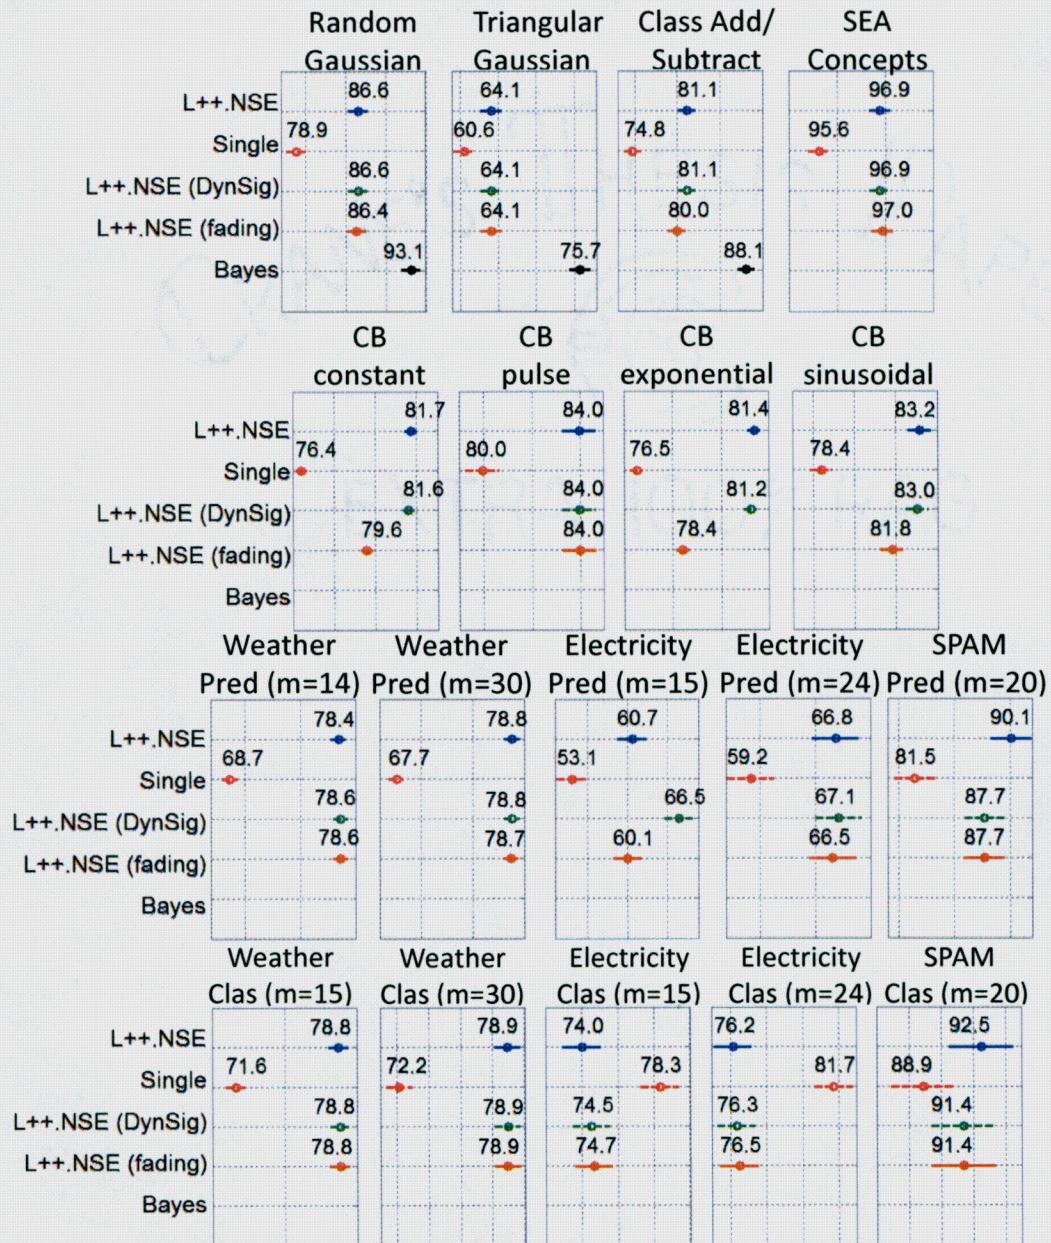 Random Triangular Class Add/ SEA
Gaussian Gaussian Subtract Concepts
L++.NSE 86.6 64.1 81.1 96.9
Single 78.9 60.6 74.8 95.6
L++.NSE (DynSig) 86.6 64.1 81.1 96.9
L++.NSE (fading) 86.4 64.1 80.0 97.0
Bayes 93.1 75.7 88.1
CB CB CB CB
constant pulse exponential sinusoidal
L++.NSE 81.7 84.0 81.4 83.2
Single 76.4 80.0 76.5 78.4
L++.NSE (DynSig) 81.6 84.0 81.2 83.0
L++.NSE (fading) 79.6 84.0 78.4 81.8
Bayes
Weather Weather Electricity Electricity SPAM
Pred (m=14) Pred (m=30) Pred (m=15) Pred (m=24) Pred (m=20)
L++.NSE 78.4 78.8 60.7 66.8 90.1
Single 68.7 67.7 53.1 59.2 81.5
L++.NSE (DynSig) 78.6 78.8 66.5 67.1 87.7
L++.NSE (fading) 78.6 78.7 60.1 66.5 87.7
Bayes
Weather Weather Electricity Electricity SPAM
Clas (m=15) Clas (m=30) Clas (m=15) Clas (m=24) Clas (m=20)
L++.NSE 78.8 78.9 74.0 76.2 92.5
Single 71.6 72.2 78.3 81.7 88.9
L++.NSE (DynSig) 78.8 78.9 74.5 76.3 91.4
L++.NSE (fading) 78.8 78.9 74.7 76.5 91.4
Bayes